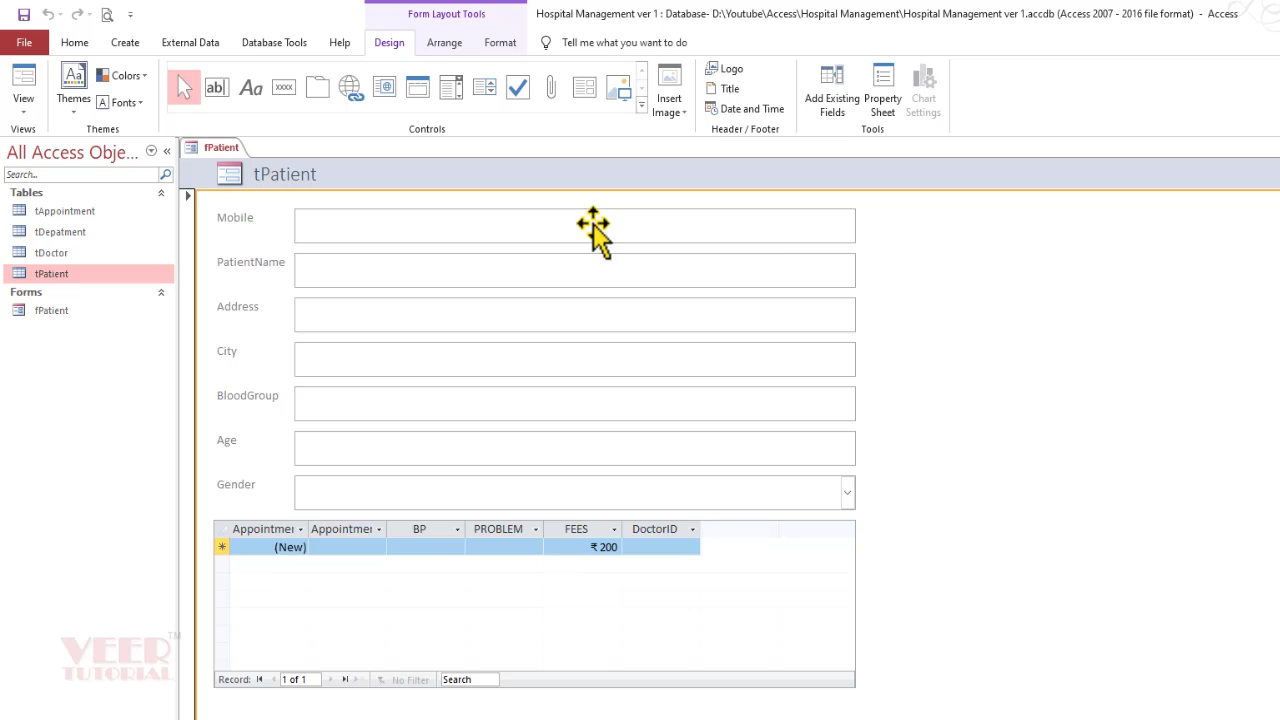 Form Layout Tools
Hospital Management ver 1 : Database- D:\Youtube\Access\Hospital Management\Hospital Management ver 1.accdb (Access 2007 - 2016 file format) - Access
File Home Create External Data Database Tools Help Design Arrange Format Tell me what you want to do
View
Views
Themes
Colors
Fonts
Themes
ab|
Aa
xxxx
Controls
Insert
Image
Logo
Title
Date and Time
Header / Footer
Add Existing
Fields
Property
Sheet
Chart
Settings
Tools
All Access Obje...
Search...
Tables
tAppointment
tDepatment
tDoctor
tPatient
Forms
fPatient
fPatient
tPatient
Mobile
PatientName
Address
City
BloodGroup
Age
Gender
Appointmer Appointmer BP PROBLEM FEES DoctorID
(New) ₹ 200
Record: 1 of 1 No Filter Search
VEER TM
TUTORIAL